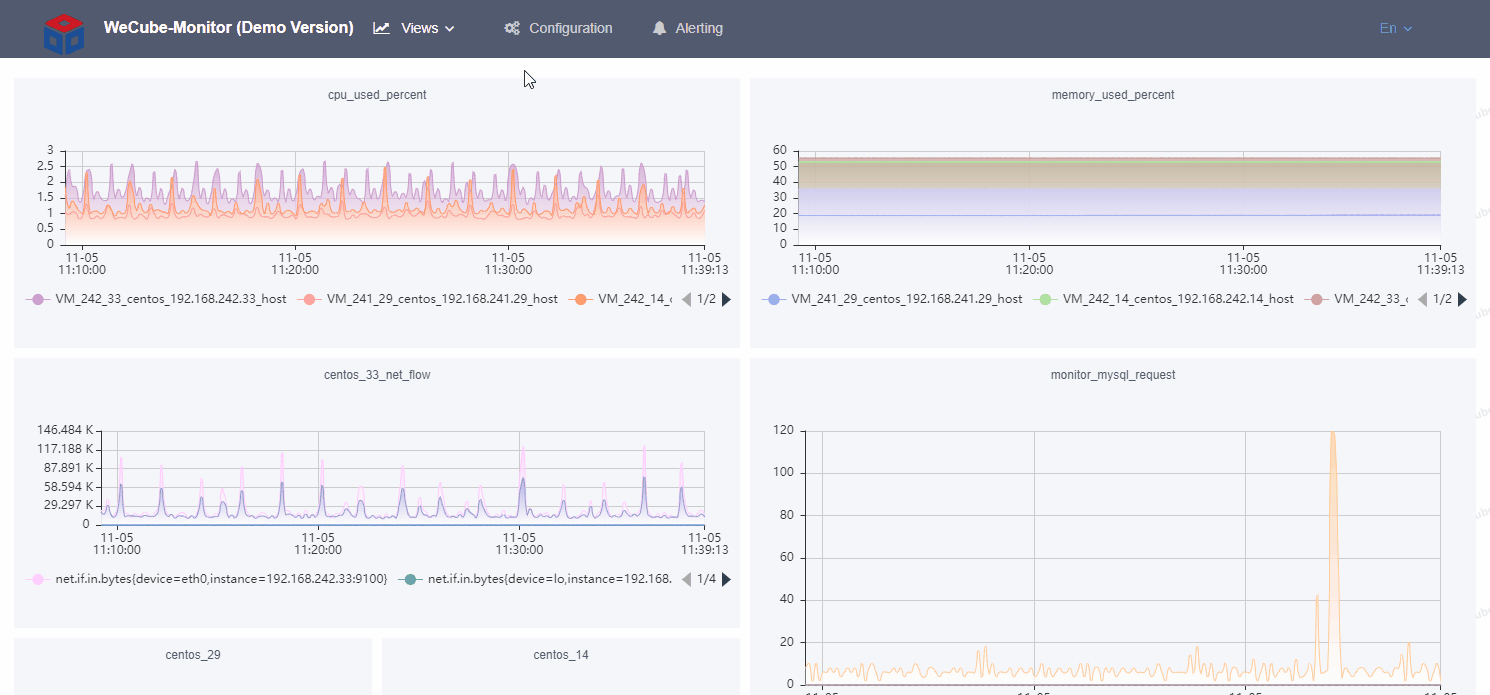 WeCube-Monitor (Demo Version) Views Configuration Alerting En
cpu_used_percent
3
2.5
2
1.5
1
0.5
0
11-05 11-05 11-05 11-05
11:10:00 11:20:00 11:30:00 11:39:13
VM_242_33_centos_192.168.242.33_host VM_241_29_centos_192.168.241.29_host VM_242_14_c 1/2
memory_used_percent
60
50
40
30
20
10
0
11-05 11-05 11-05 11-05
11:10:00 11:20:00 11:30:00 11:39:13
VM_241_29_centos_192.168.241.29_host VM_242_14_centos_192.168.242.14_host VM_242_33_c 1/2
centos_33_net_flow
146.484 K
117.188 K
87.891 K
58.594 K
29.297 K
0
11-05 11-05 11-05 11-05
11:10:00 11:20:00 11:30:00 11:39:13
net.if.in.bytes{device=eth0,instance=192.168.242.33:9100} net.if.in.bytes{device=lo,instance=192.168. 1/4
monitor_mysql_request
120
100
80
60
40
20
0
centos_29
centos_14